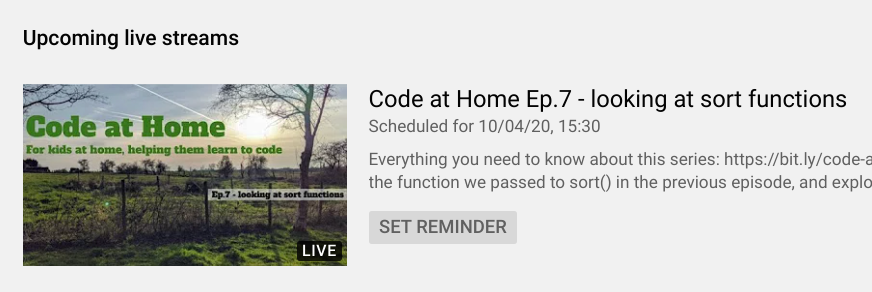 Upcoming live streams
Code at Home
For kids at home, helping them learn to code
Ep.7 - looking at sort functions
LIVE
Code at Home Ep.7 - looking at sort functions
Scheduled for 10/04/20, 15:30
Everything you need to know about this series: https://bit.ly/code-a
the function we passed to sort() in the previous episode, and explo
SET REMINDER